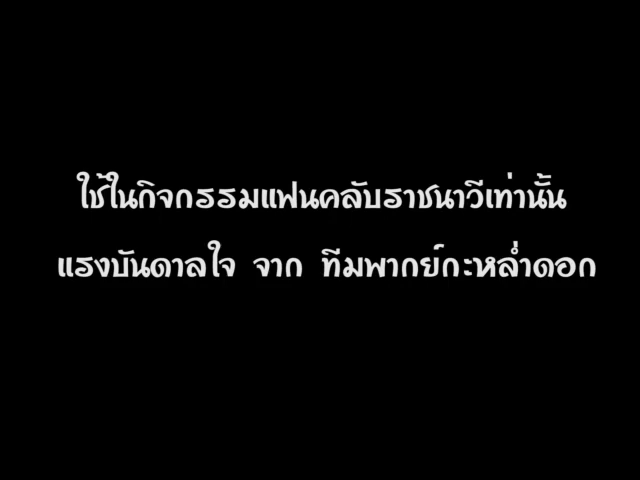 ใช้ในกิจกรรมแฟนคลับราชนาวีเท่านั้น
แรงบันดาลใจ จาก ทีมพากย์กะหล่ำดอก